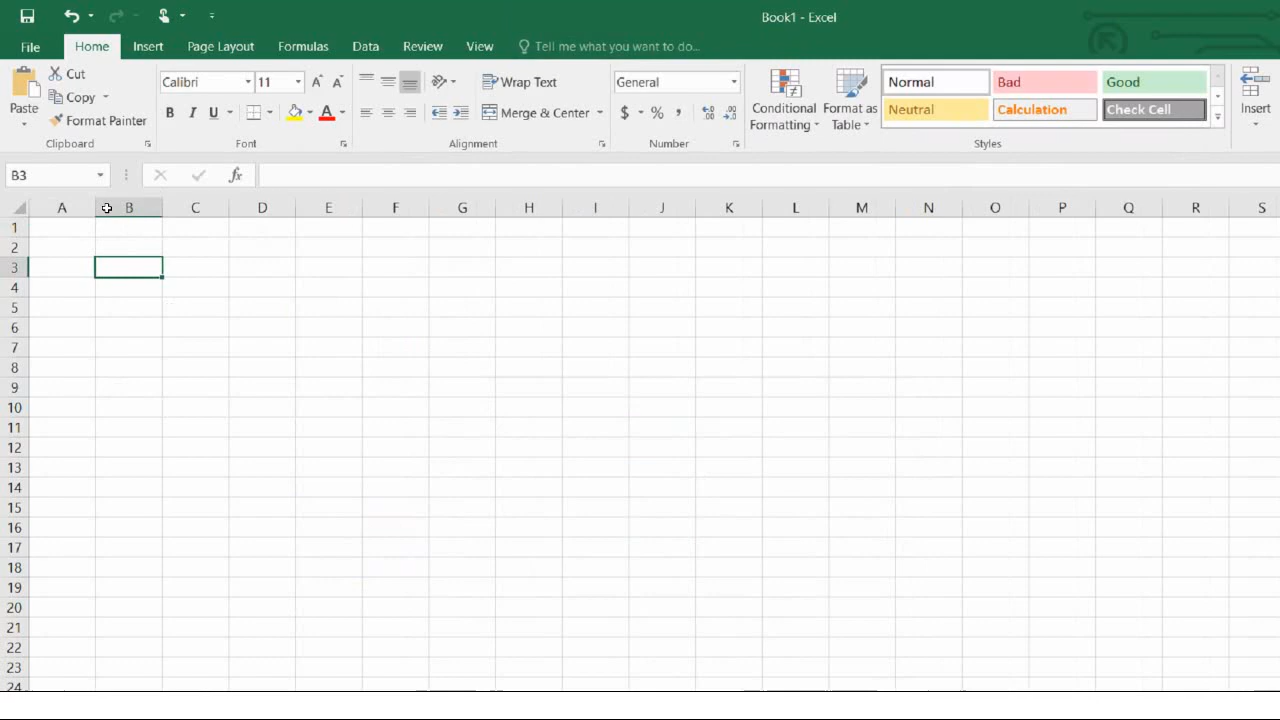 Book1 - Excel
File Home Insert Page Layout Formulas Data Review View Tell me what you want to do...
Paste
Cut
Copy
Format Painter
Clipboard
Calibri 11
B I U A
Font
Wrap Text
Merge & Center
Alignment
General
$ % ,
Number
Conditional
Formatting
Format as
Table
Normal Bad Good
Neutral Calculation Check Cell
Styles
Insert
B3 fx
A B C D E F G H I J K L M N O P Q R S
1
2
3
4
5
6
7
8
9
10
11
12
13
14
15
16
17
18
19
20
21
22
23
24